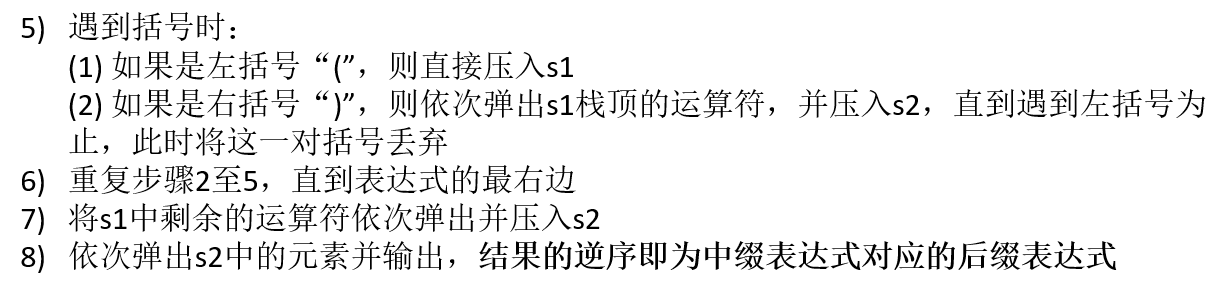 5) 遇到括号时：
(1) 如果是左括号“(”，则直接压入s1
(2) 如果是右括号“)”，则依次弹出s1栈顶的运算符，并压入s2，直到遇到左括号为
止，此时将这一对括号丢弃
6) 重复步骤2至5，直到表达式的最右边
7) 将s1中剩余的运算符依次弹出并压入s2
8) 依次弹出s2中的元素并输出，结果的逆序即为中缀表达式对应的后缀表达式